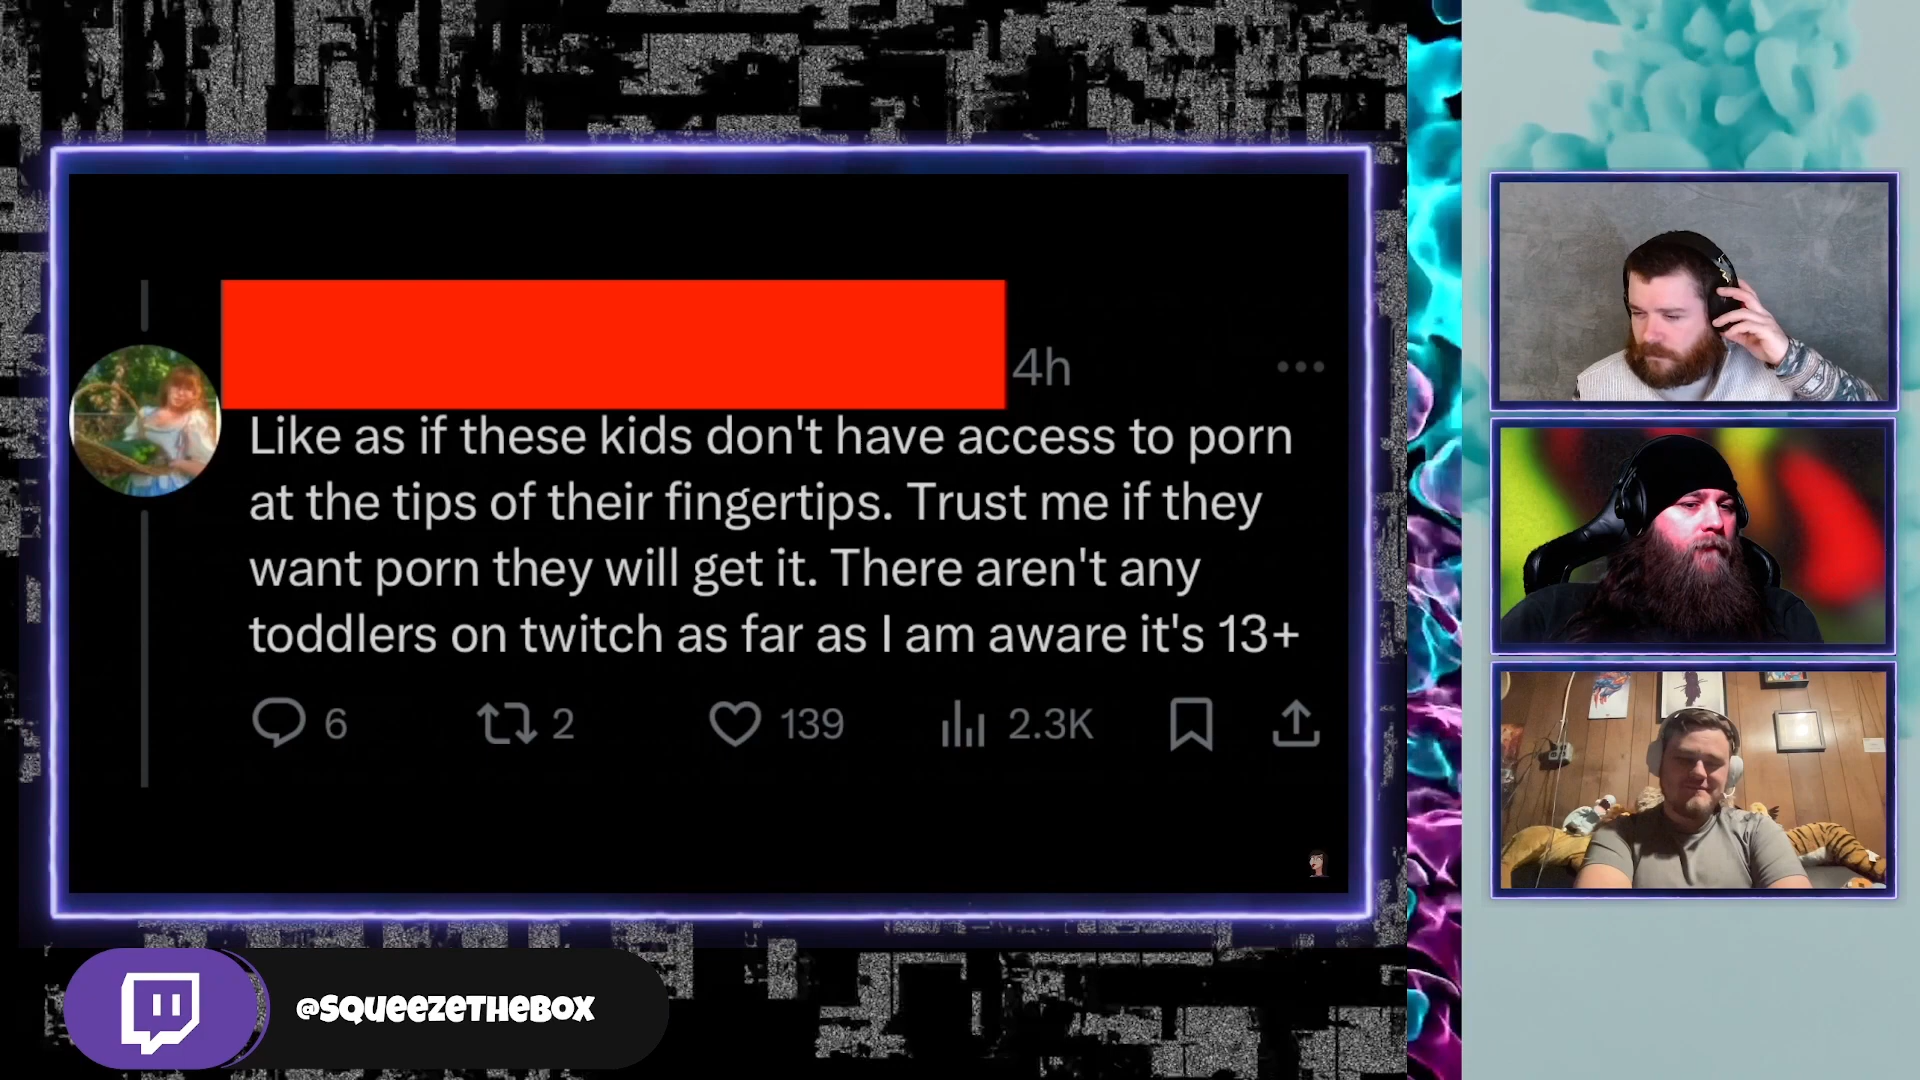 4h
Like as if these kids don't have access to porn
at the tips of their fingertips. Trust me if they
want porn they will get it. There aren't any
toddlers on twitch as far as I am aware it's 13+
6 2 139 2.3K
@SQUEEZETHEBOX